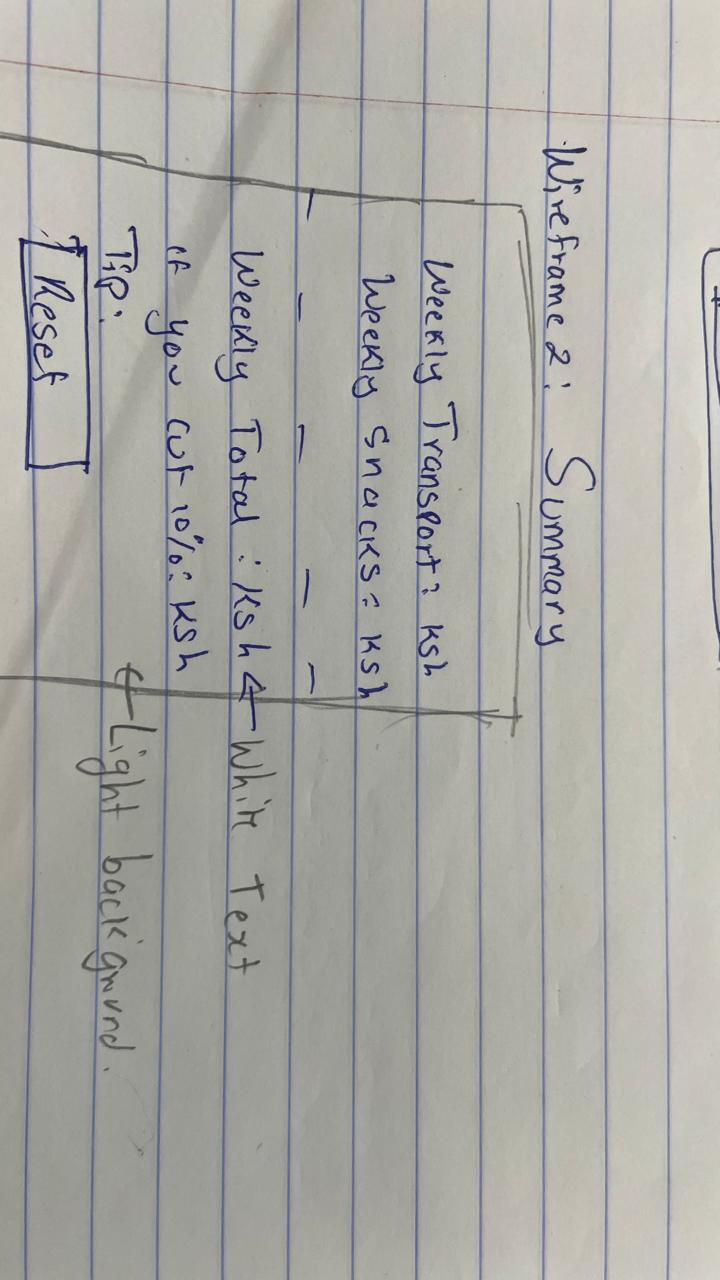 Wireframe 2: Summary
Weekly Transport: Ksh
Weekly Snacks: Ksh
Weekly Total: Ksh ← White Text
if you cut 10%: Ksh
Tip: ← Light background.
↑ Reset